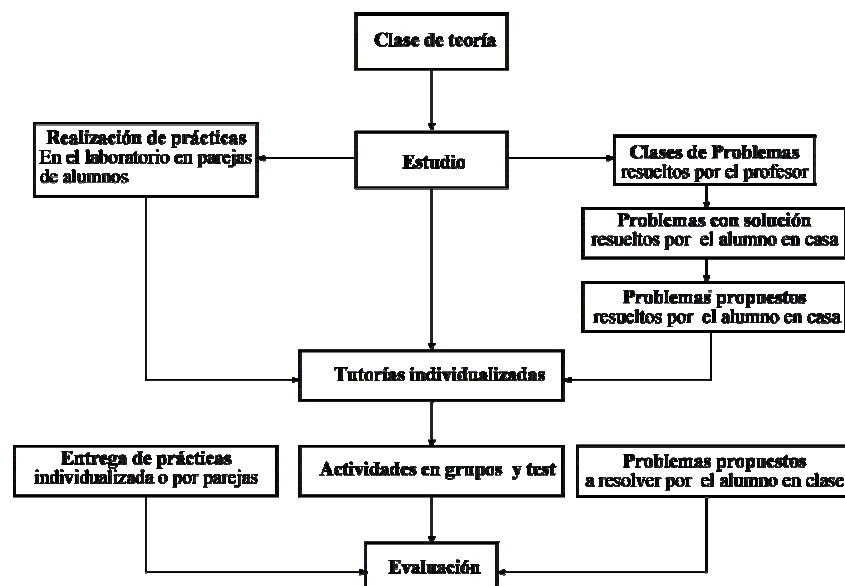 Clase de teoría
Realización de prácticas
En el laboratorio en parejas
de alumnos
Estudio
Clases de Problemas
resueltos por el profesor
Problemas con solución
resueltos por el alumno en casa
Problemas propuestos
resueltos por el alumno en casa
Tutorías individualizadas
Entrega de prácticas
individualizada o por parejas
Actividades en grupos y test
Problemas propuestos
a resolver por el alumno en clase
Evaluación